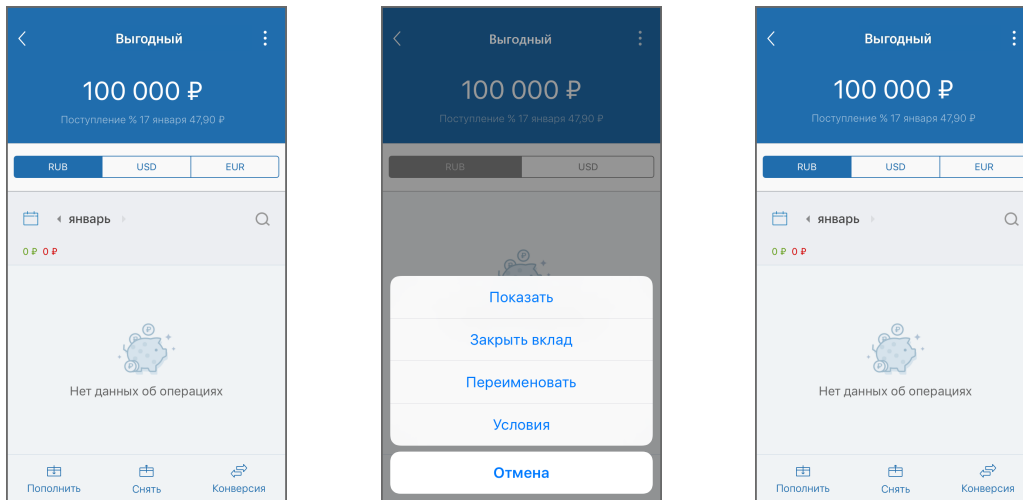 Выгодный
100 000 ₽
Поступление % 17 января 47,90 ₽
RUB USD EUR
январь
0 ₽ 0 ₽
Нет данных об операциях
Пополнить Снять Конверсия
Выгодный
100 000 ₽
Поступление % 17 января 47,90 ₽
RUB USD
Показать
Закрыть вклад
Переименовать
Условия
Отмена
Выгодный
100 000 ₽
Поступление % 17 января 47,90 ₽
RUB USD EUR
январь
0 ₽ 0 ₽
Нет данных об операциях
Пополнить Снять Конверсия